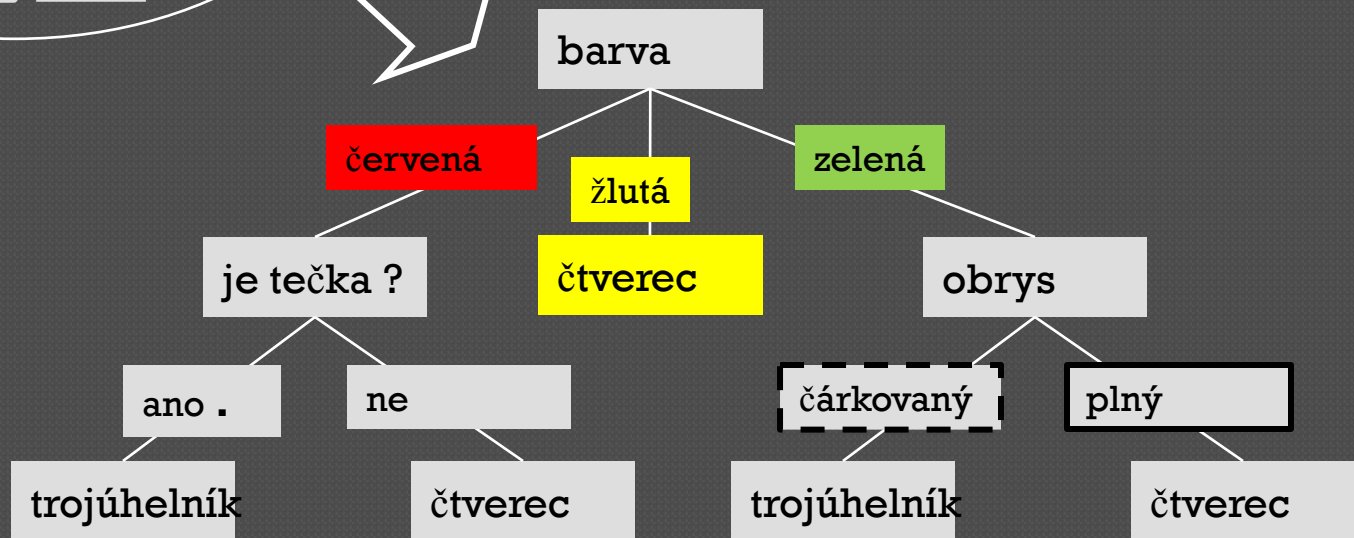 barva
červená
žlutá
zelená
je tečka ?
čtverec
obrys
ano .
ne
čárkovaný
plný
trojúhelník
čtverec
trojúhelník
čtverec